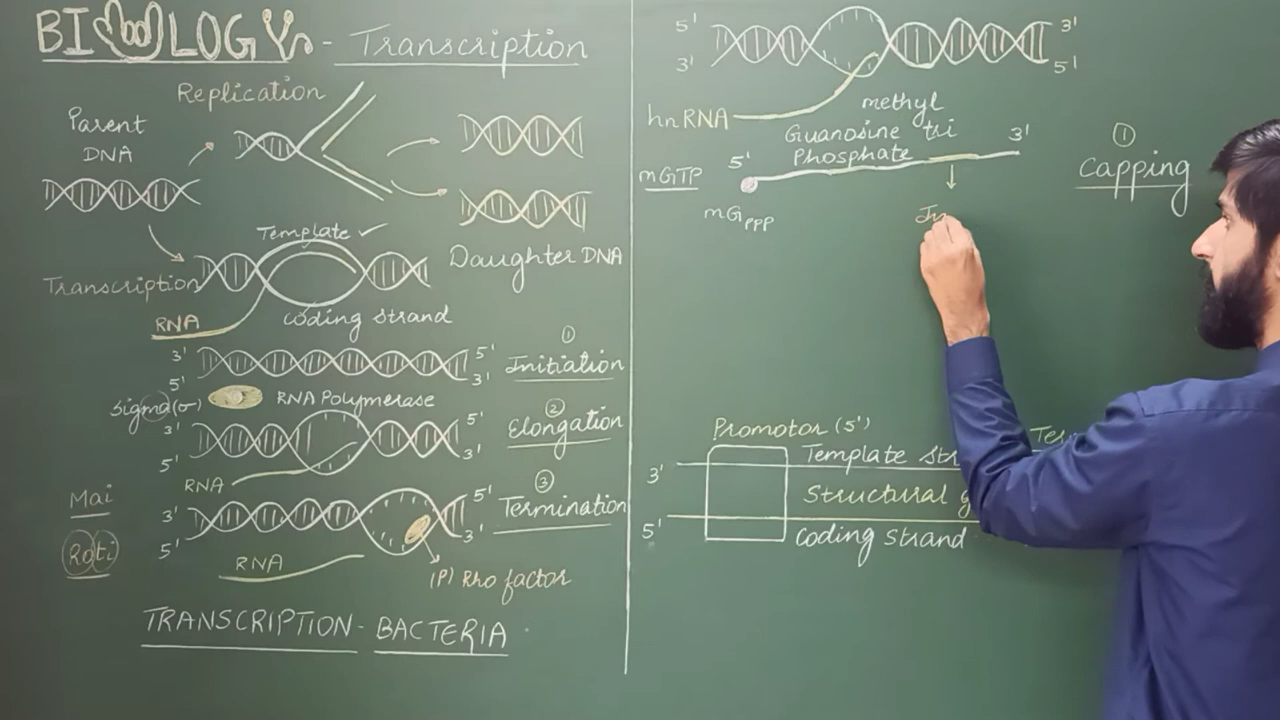 BIOLOGY - Transcription
Replication
Parent
DNA
Daughter DNA
Template ✓
Transcription
RNA
Coding strand
3' 5'
5' 3'
① Initiation
Sigma (σ) RNA Polymerase
3' 5'
5' 3'
② Elongation
RNA
3' 5'
5' 3'
③ Termination
RNA
(P) Rho factor
Mai
Roti
TRANSCRIPTION - BACTERIA
5' 3'
3' 5'
hnRNA
methyl
Guanosine tri
Phosphate
mGTP 5' 3'
mGPPP
① Capping
In
Promotor (5')
3' Template str
Structural g
5' Coding strand
Ter